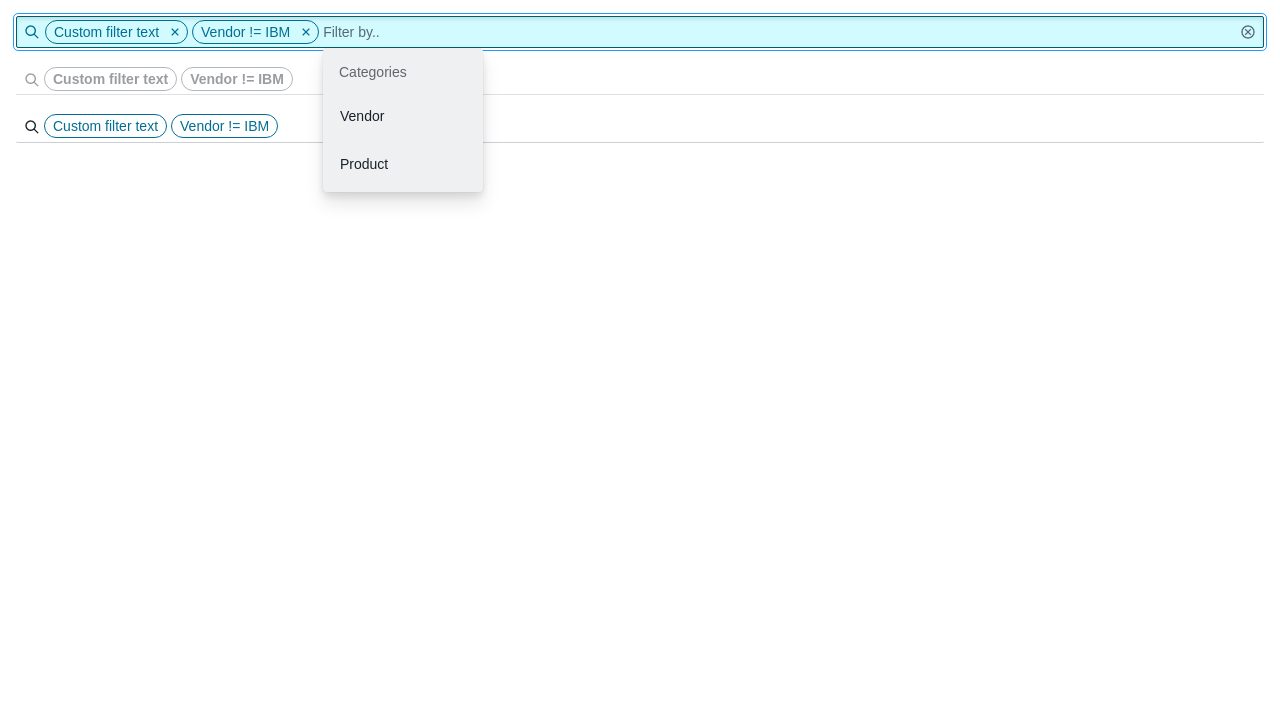 Custom filter text Vendor != IBM Filter by..
Categories
Custom filter text Vendor != IBM
Vendor
Custom filter text Vendor != IBM
Product